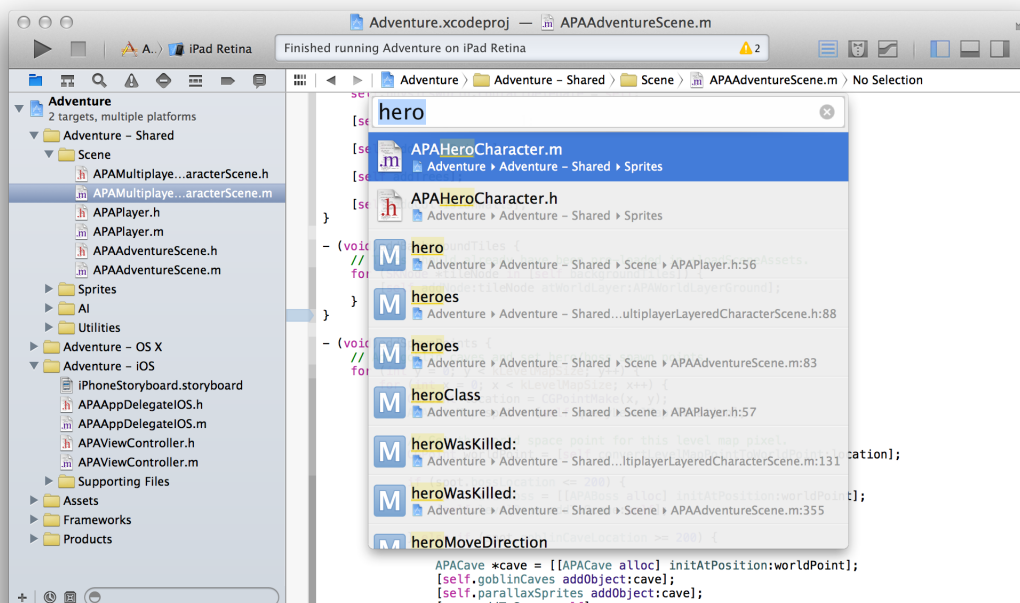 Adventure.xcodeproj — APAAdventureScene.m
A.. iPad Retina
Finished running Adventure on iPad Retina
2
Adventure
Adventure – Shared
Scene
APAAdventureScene.m
No Selection
Adventure
2 targets, multiple platforms
Adventure – Shared
Scene
APAMultiplaye...aracterScene.h
APAMultiplaye...aracterScene.m
APAPlayer.h
APAPlayer.m
APAAdventureScene.h
APAAdventureScene.m
Sprites
AI
Utilities
Adventure – OS X
Adventure – iOS
iPhoneStoryboard.storyboard
APAAppDelegateIOS.h
APAAppDelegateIOS.m
APAViewController.h
APAViewController.m
Supporting Files
Assets
Frameworks
Products
hero
APAHeroCharacter.m
Adventure ▸ Adventure – Shared ▸ Sprites
APAHeroCharacter.h
Adventure ▸ Adventure – Shared ▸ Sprites
hero
Adventure ▸ Adventure – Shared ▸ Scene ▸ APAPlayer.h:56
heroes
Adventure ▸ Adventure – Shared...ultiplayerLayeredCharacterScene.h:88
heroes
Adventure ▸ Adventure – Shared ▸ Scene ▸ APAAdventureScene.m:83
heroClass
Adventure ▸ Adventure – Shared ▸ Scene ▸ APAPlayer.h:57
heroWasKilled:
Adventure ▸ Adventure – Shared...ltiplayerLayeredCharacterScene.m:131
heroWasKilled:
Adventure ▸ Adventure – Shared ▸ Scene ▸ APAAdventureScene.m:355
heroMoveDirection
}
- (void
//
for
}
}
- (void
//
for
APACave *cave = [[APACave alloc] initAtPosition:worldPoint];
[self.goblinCaves addObject:cave];
[self.parallaxSprites addObject:cave];